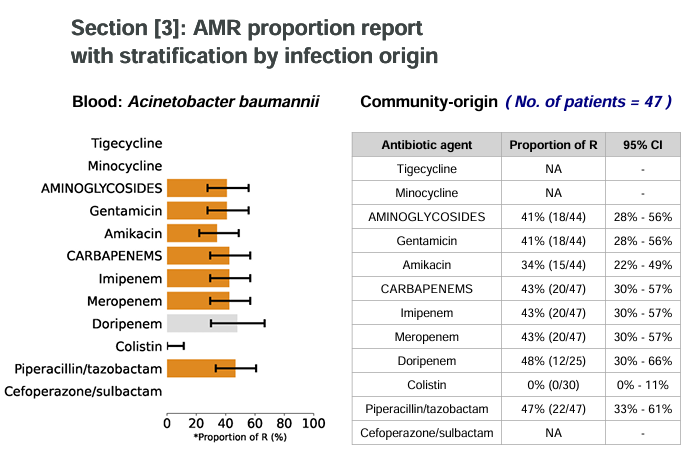 Section [3]: AMR proportion report
with stratification by infection origin
Blood: Acinetobacter baumannii
Tigecycline
Minocycline
AMINOGLYCOSIDES
Gentamicin
Amikacin
CARBAPENEMS
Imipenem
Meropenem
Doripenem
Colistin
Piperacillin/tazobactam
Cefoperazone/sulbactam
0 20 40 60 80 100
*Proportion of R (%)
Community-origin ( No. of patients = 47 )
Antibiotic agent Proportion of R 95% CI
Tigecycline NA -
Minocycline NA -
AMINOGLYCOSIDES 41% (18/44) 28% - 56%
Gentamicin 41% (18/44) 28% - 56%
Amikacin 34% (15/44) 22% - 49%
CARBAPENEMS 43% (20/47) 30% - 57%
Imipenem 43% (20/47) 30% - 57%
Meropenem 43% (20/47) 30% - 57%
Doripenem 48% (12/25) 30% - 66%
Colistin 0% (0/30) 0% - 11%
Piperacillin/tazobactam 47% (22/47) 33% - 61%
Cefoperazone/sulbactam NA -